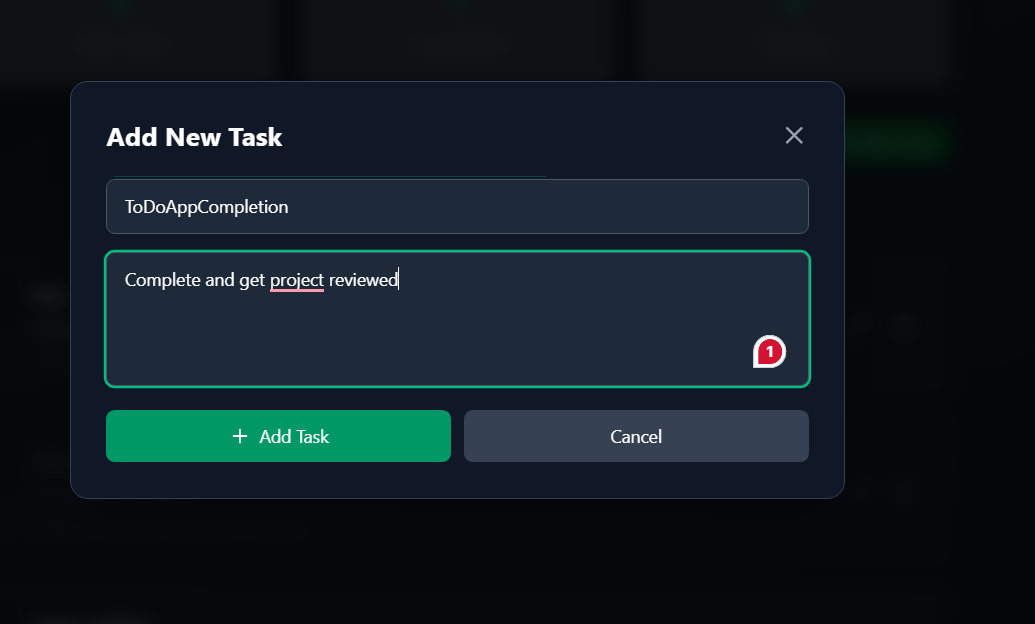 Add New Task
ToDoAppCompletion
Complete and get project reviewed
1
+ Add Task
Cancel